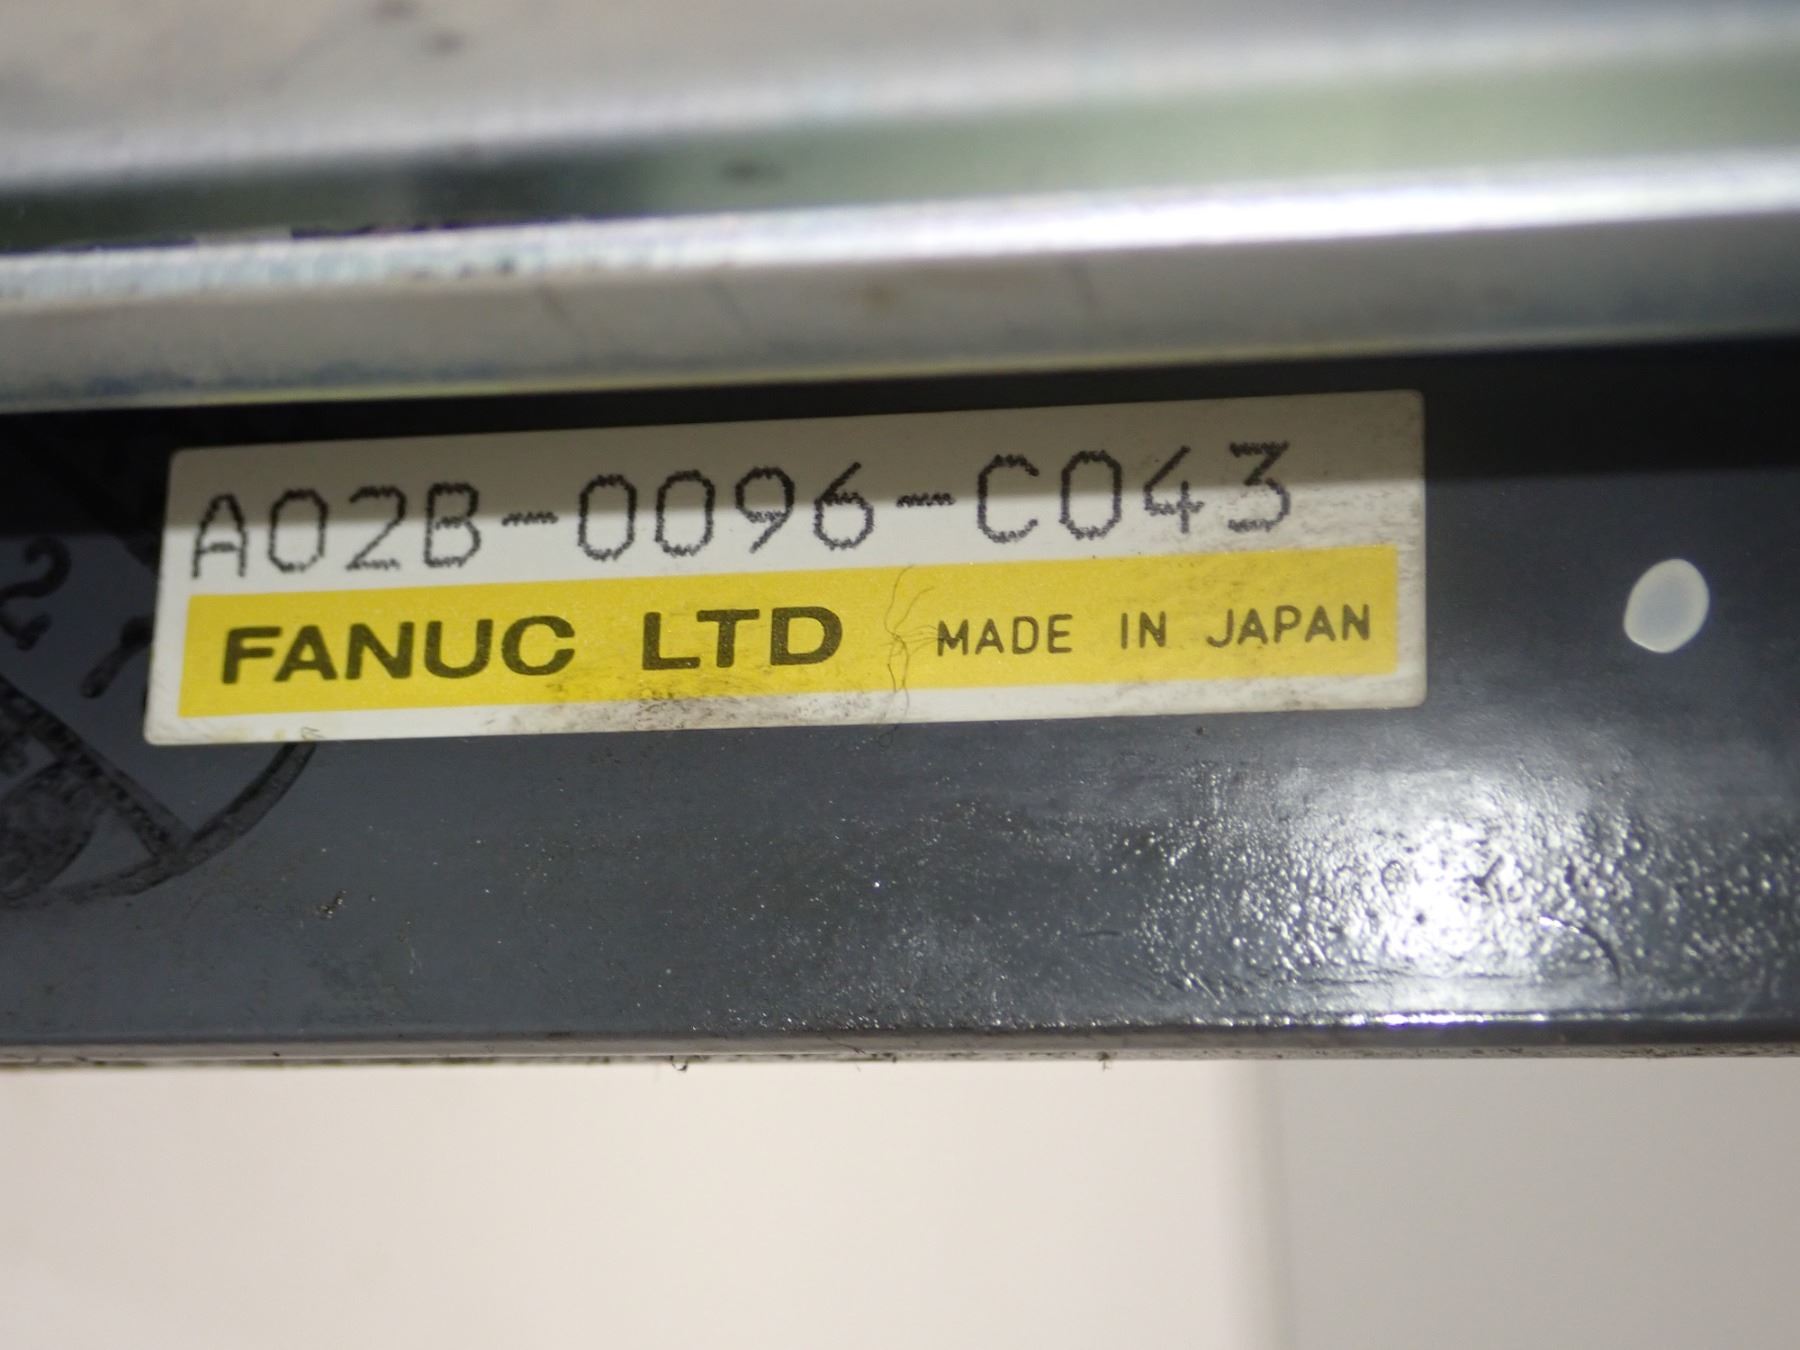 A02B-0096-C043
FANUC LTD MADE IN JAPAN